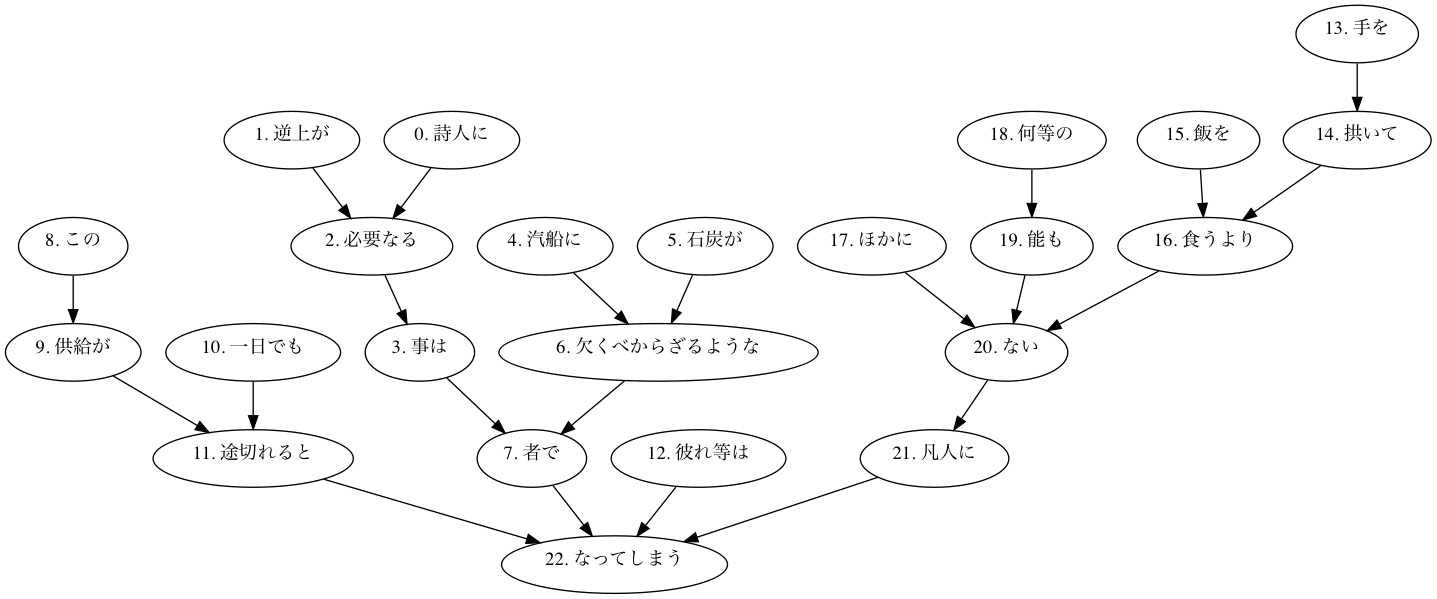 13. 手を
1. 逆上が
0. 詩人に
18. 何等の
15. 飯を
14. 拱いて
8. この
2. 必要なる
4. 汽船に
5. 石炭が
17. ほかに
19. 能も
16. 食うより
9. 供給が
10. 一日でも
3. 事は
6. 欠くべからざるような
20. ない
11. 途切れると
7. 者で
12. 彼れ等は
21. 凡人に
22. なってしまう